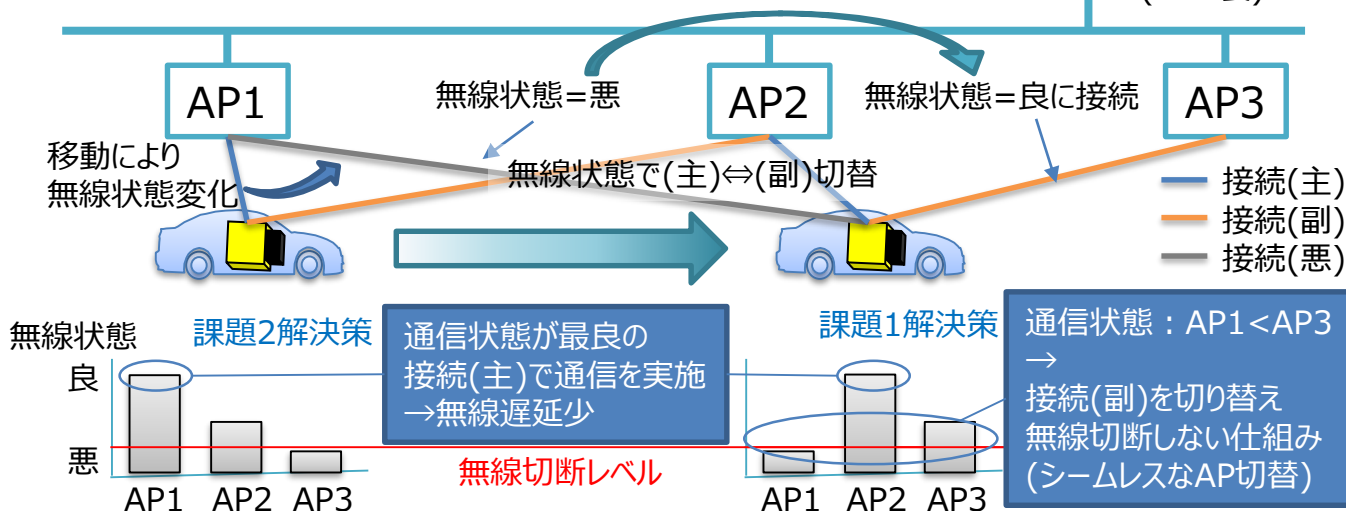 AP1
AP2
AP3
無線状態=悪
無線状態=良に接続
移動により
無線状態変化
無線状態で(主)⇔(副)切替
接続(主)
接続(副)
接続(悪)
無線状態
課題2解決策
良
悪
AP1 AP2 AP3
通信状態が最良の
接続(主)で通信を実施
→無線遅延少
無線切断レベル
課題1解決策
AP1 AP2 AP3
通信状態：AP1<AP3
→
接続(副)を切り替え
無線切断しない仕組み
(シームレスなAP切替)